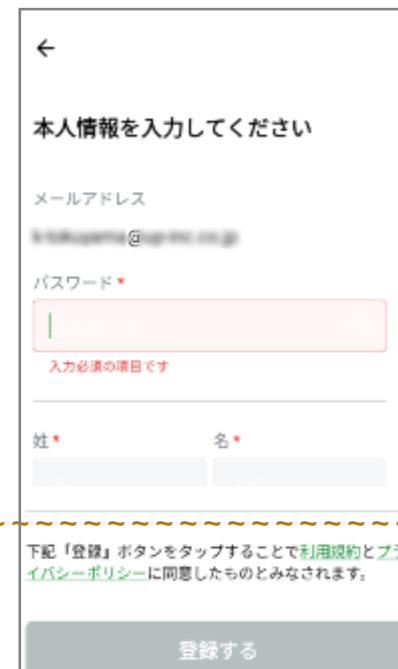 本人情報を入力してください
メールアドレス
パスワード*
入力必須の項目です
姓* 名*
下記「登録」ボタンをタップすることで利用規約とプラ
イバシーポリシーに同意したものとみなされます。
登録する